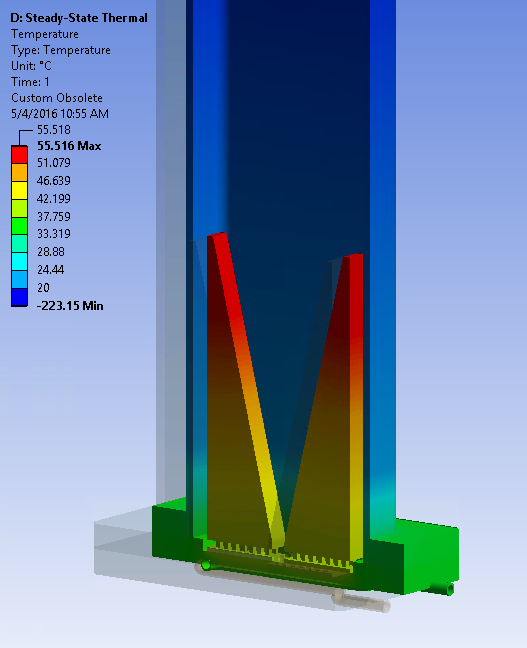 D: Steady-State Thermal
Temperature
Type: Temperature
Unit: °C
Time: 1
Custom Obsolete
5/4/2016 10:55 AM
55.518
55.516 Max
51.079
46.639
42.199
37.759
33.319
28.88
24.44
20
-223.15 Min